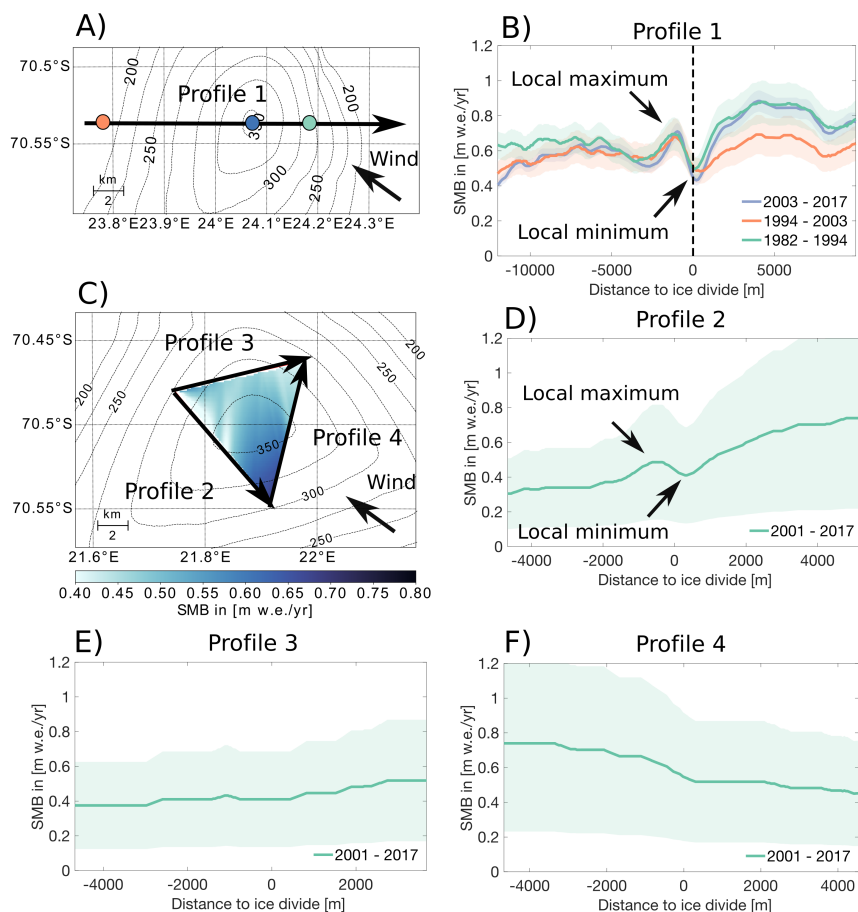 A)
70.5°S
70.55°S
200
250
Profile 1
350
300
250
200
Wind
km
2
23.8°E
23.9°E
24°E
24.1°E
24.2°E
24.3°E
B)
Profile 1
SMB in [m w.e./yr]
1.2
1
0.8
0.6
0.4
0.2
0
Local maximum
Local minimum
2003 - 2017
1994 - 2003
1982 - 1994
-10000
-5000
0
5000
Distance to ice divide [m]
C)
70.45°S
70.5°S
70.55°S
200
250
Profile 3
200
Profile 4
350
Profile 2
300
250
Wind
km
2
21.6°E
21.8°E
22°E
0.40
0.45
0.50
0.55
0.60
0.65
0.70
0.75
0.80
SMB in [m w.e./yr]
D)
Profile 2
SMB in [m w.e./yr]
1.2
1
0.8
0.6
0.4
0.2
0
Local maximum
Local minimum
2001 - 2017
-4000
-2000
0
2000
4000
Distance to ice divide [m]
E)
Profile 3
SMB in [m w.e./yr]
1.2
1
0.8
0.6
0.4
0.2
0
2001 - 2017
-4000
-2000
0
2000
Distance to ice divide [m]
F)
Profile 4
SMB in [m w.e./yr]
1.2
1
0.8
0.6
0.4
0.2
0
2001 - 2017
-4000
-2000
0
2000
4000
Distance to ice divide [m]